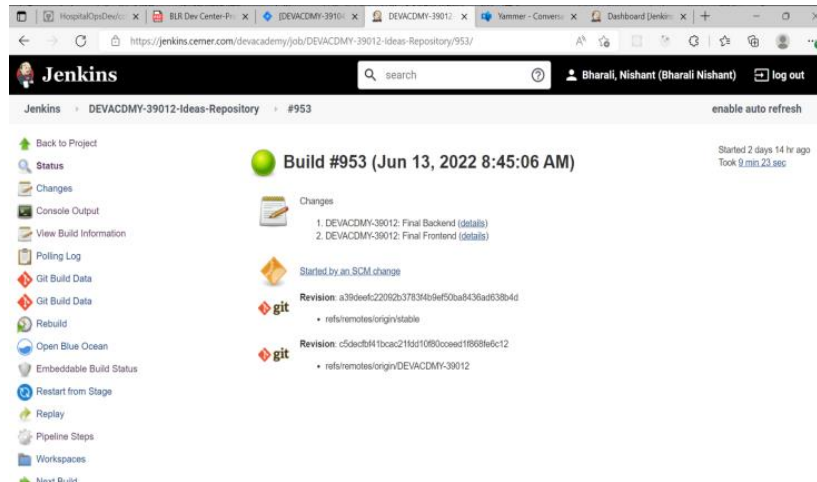 HospitalOpsDev/cc
BLR Dev Center-Pr
[DEVACDMY-3910
DEVACDMY-39012-
Yammer - Convers
Dashboard [Jenkin
https://jenkins.cerner.com/devacademy/job/DEVACDMY-39012-Ideas-Repository/953/
Jenkins
search
Bharali, Nishant (Bharali Nishant)
log out
Jenkins
DEVACDMY-39012-Ideas-Repository
#953
enable auto refresh
Back to Project
Status
Changes
Console Output
View Build Information
Polling Log
Git Build Data
Git Build Data
Rebuild
Open Blue Ocean
Embeddable Build Status
Restart from Stage
Replay
Pipeline Steps
Workspaces
Next Build
Build #953 (Jun 13, 2022 8:45:06 AM)
Started 2 days 14 hr ago
Took 9 min 23 sec
Changes
1. DEVACDMY-39012: Final Backend (details)
2. DEVACDMY-39012: Final Frontend (details)
Started by an SCM change
git
Revision: a39deefc22092b3783f4b9ef50ba8436ad638b4d
refs/remotes/origin/stable
git
Revision: c5decfbf41bcac21fdd10f80cceed1f868fe6c12
refs/remotes/origin/DEVACDMY-39012